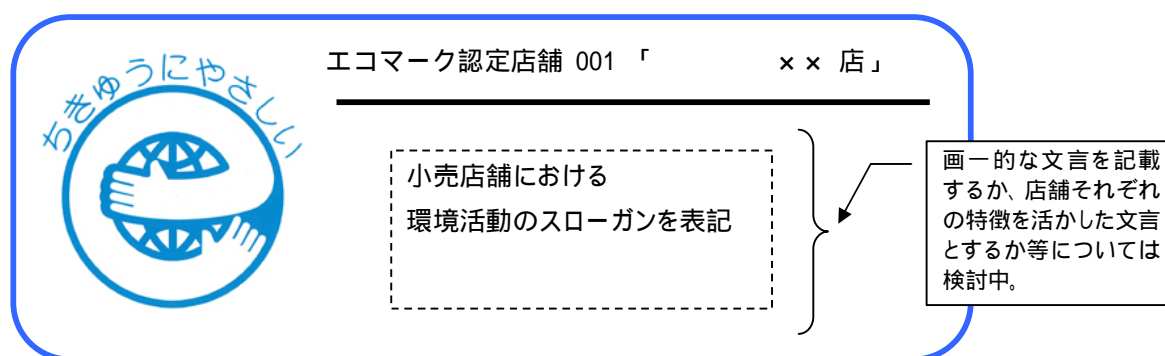 ちきゅうにやさしい
エコマーク認定店舗 001 「 ×× 店」
小売店舗における
環境活動のスローガンを表記
画一的な文言を記載
するか、店舗それぞれ
の特徴を活かした文言
とするか等については
検討中。